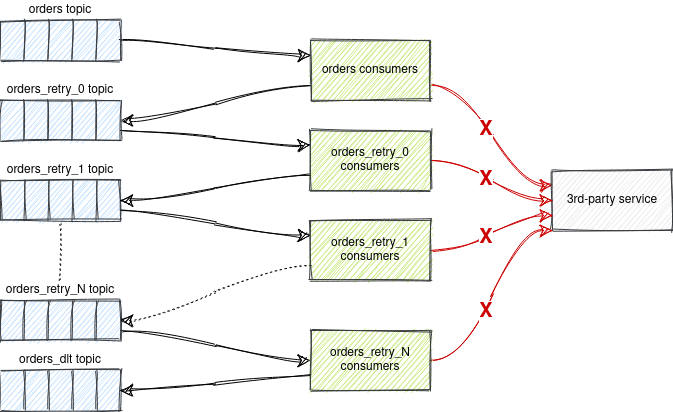 orders topic
orders consumers
orders_retry_0 topic
X
orders_retry_0
consumers
orders_retry_1 topic
X
3rd-party service
orders_retry_1
consumers
X
orders_retry_N topic
X
orders_retry_N
consumers
orders_dlt topic